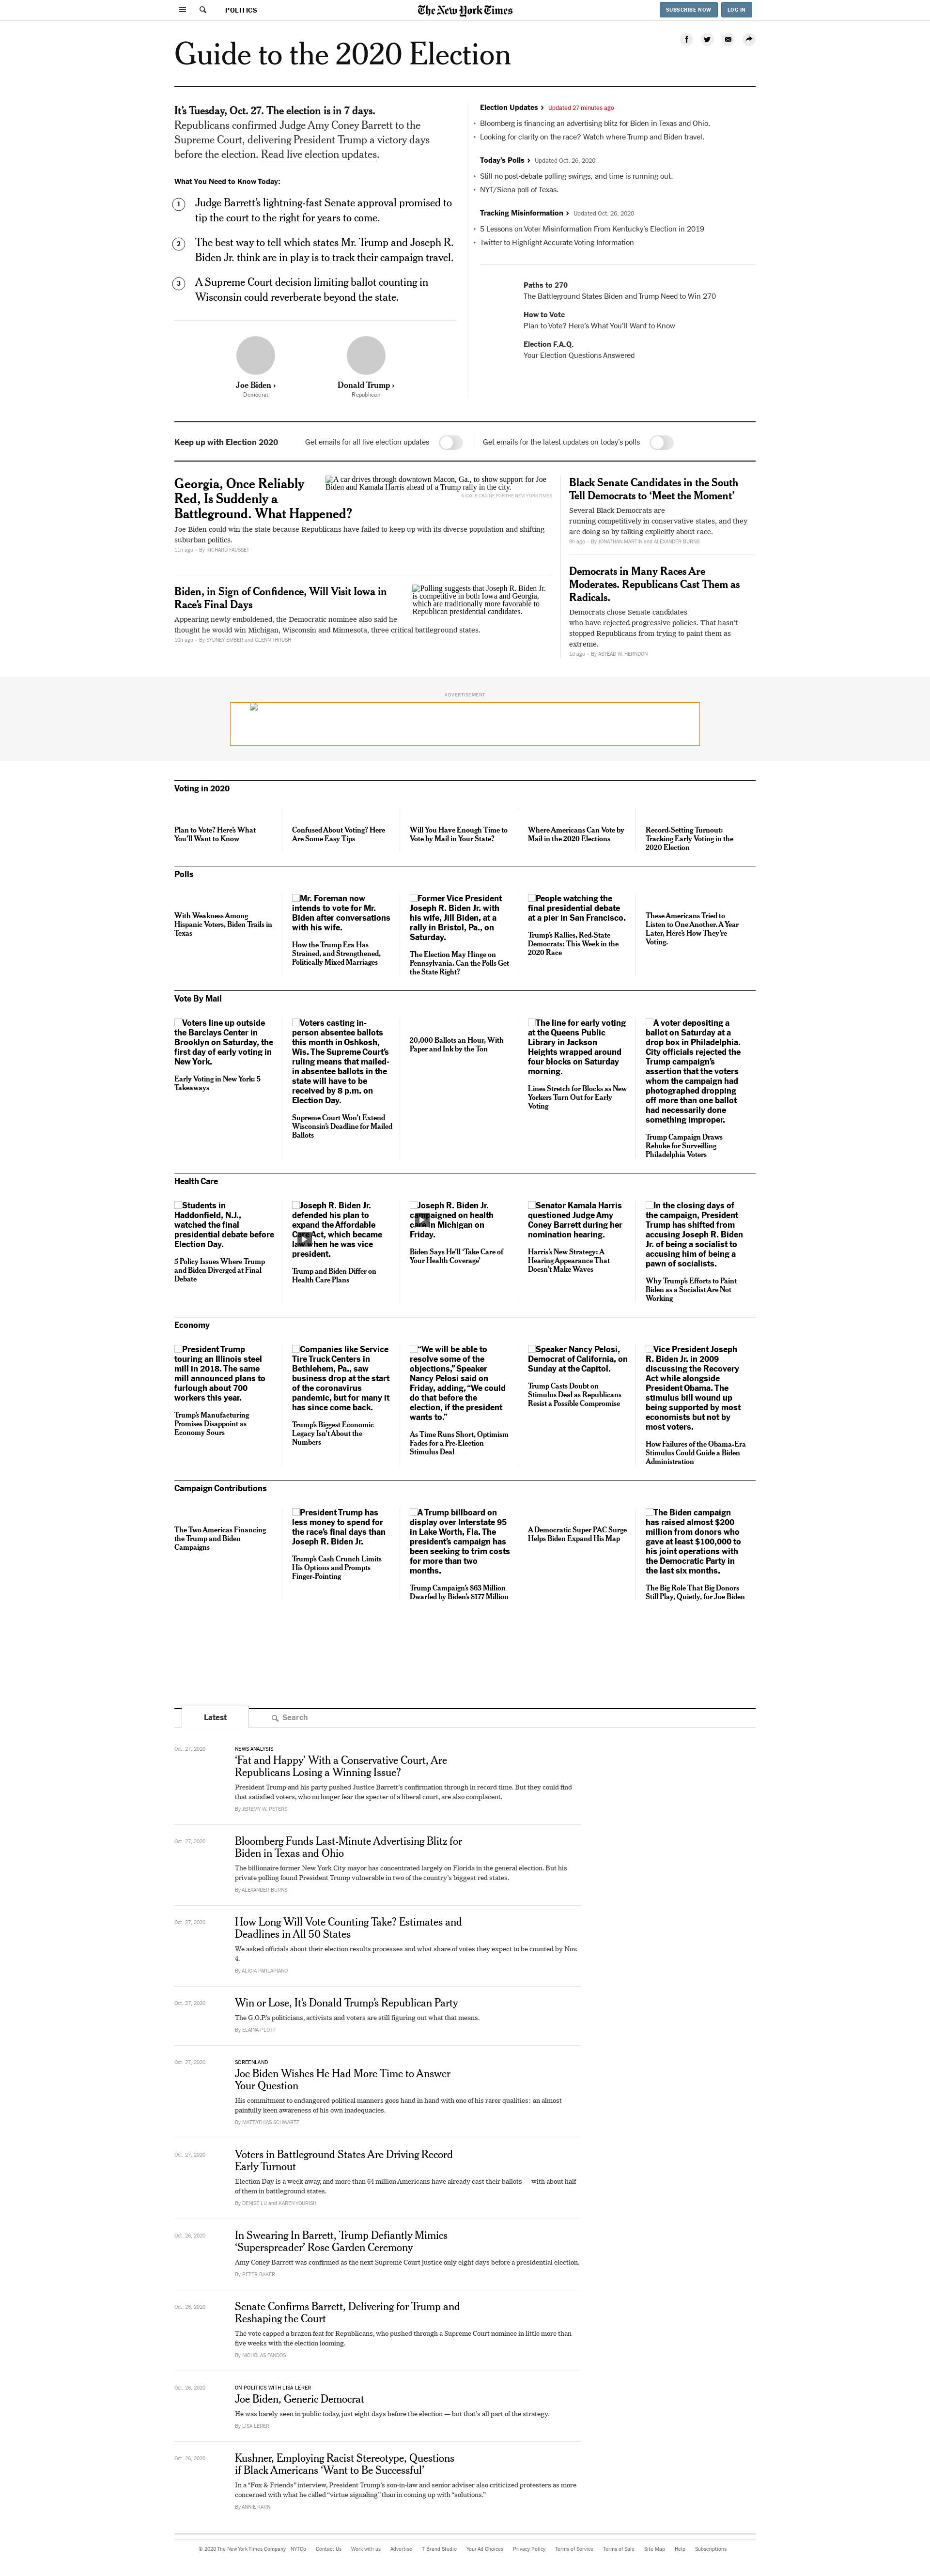 POLITICS
The New York Times
SUBSCRIBE NOW
LOG IN
Guide to the 2020 Election
It's Tuesday, Oct. 27. The election is in 7 days.
Republicans confirmed Judge Amy Coney Barrett to the
Supreme Court, delivering President Trump a victory days
before the election. Read live election updates.
What You Need to Know Today:
1 Judge Barrett's lightning-fast Senate approval promised to
tip the court to the right for years to come.
2 The best way to tell which states Mr. Trump and Joseph R.
Biden Jr. think are in play is to track their campaign travel.
3 A Supreme Court decision limiting ballot counting in
Wisconsin could reverberate beyond the state.
Joe Biden ›
Democrat
Donald Trump ›
Republican
Election Updates › Updated 27 minutes ago
• Bloomberg is financing an advertising blitz for Biden in Texas and Ohio.
• Looking for clarity on the race? Watch where Trump and Biden travel.
Today's Polls › Updated Oct. 26, 2020
• Still no post-debate polling swings, and time is running out.
• NYT/Siena poll of Texas.
Tracking Misinformation › Updated Oct. 26, 2020
• 5 Lessons on Voter Misinformation From Kentucky's Election in 2019
• Twitter to Highlight Accurate Voting Information
Paths to 270
The Battleground States Biden and Trump Need to Win 270
How to Vote
Plan to Vote? Here's What You'll Want to Know
Election F.A.Q.
Your Election Questions Answered
Keep up with Election 2020
Get emails for all live election updates
Get emails for the latest updates on today's polls
Georgia, Once Reliably
Red, Is Suddenly a
Battleground. What Happened?
Joe Biden could win the state because Republicans have failed to keep up with its diverse population and shifting
suburban politics.
11h ago - By RICHARD FAUSSET
A car drives through downtown Macon, Ga., to show support for Joe
Biden and Kamala Harris ahead of a Trump rally in the city.
NICOLE CRAINE FOR THE NEW YORK TIMES
Biden, in Sign of Confidence, Will Visit Iowa in
Race's Final Days
Appearing newly emboldened, the Democratic nominee also said he
thought he would win Michigan, Wisconsin and Minnesota, three critical battleground states.
10h ago - By SYDNEY EMBER and GLENN THRUSH
Polling suggests that Joseph R. Biden Jr.
is competitive in both Iowa and Georgia,
which are traditionally more favorable to
Republican presidential candidates.
Black Senate Candidates in the South
Tell Democrats to 'Meet the Moment'
Several Black Democrats are
running competitively in conservative states, and they
are doing so by talking explicitly about race.
9h ago - By JONATHAN MARTIN and ALEXANDER BURNS
Democrats in Many Races Are
Moderates. Republicans Cast Them as
Radicals.
Democrats chose Senate candidates
who have rejected progressive policies. That hasn't
stopped Republicans from trying to paint them as
extreme.
1d ago - By ASTEAD W. HERNDON
ADVERTISEMENT
Voting in 2020
Plan to Vote? Here's What
You'll Want to Know
Confused About Voting? Here
Are Some Easy Tips
Will You Have Enough Time to
Vote by Mail in Your State?
Where Americans Can Vote by
Mail in the 2020 Elections
Record-Setting Turnout:
Tracking Early Voting in the
2020 Election
Polls
With Weakness Among
Hispanic Voters, Biden Trails in
Texas
Mr. Foreman now
intends to vote for Mr.
Biden after conversations
with his wife.
How the Trump Era Has
Strained, and Strengthened,
Politically Mixed Marriages
Former Vice President
Joseph R. Biden Jr. with
his wife, Jill Biden, at a
rally in Bristol, Pa., on
Saturday.
The Election May Hinge on
Pennsylvania. Can the Polls Get
the State Right?
People watching the
final presidential debate
at a pier in San Francisco.
Trump's Rallies, Red-State
Democrats: This Week in the
2020 Race
These Americans Tried to
Listen to One Another. A Year
Later, Here's How They're
Voting.
Vote By Mail
Voters line up outside
the Barclays Center in
Brooklyn on Saturday, the
first day of early voting in
New York.
Early Voting in New York: 5
Takeaways
Voters casting in-
person absentee ballots
this month in Oshkosh,
Wis. The Supreme Court's
ruling means that mailed-
in absentee ballots in the
state will have to be
received by 8 p.m. on
Election Day.
Supreme Court Won't Extend
Wisconsin's Deadline for Mailed
Ballots
20,000 Ballots an Hour, With
Paper and Ink by the Ton
The line for early voting
at the Queens Public
Library in Jackson
Heights wrapped around
four blocks on Saturday
morning.
Lines Stretch for Blocks as New
Yorkers Turn Out for Early
Voting
A voter depositing a
ballot on Saturday at a
drop box in Philadelphia.
City officials rejected the
Trump campaign's
assertion that the voters
whom the campaign had
photographed dropping
off more than one ballot
had necessarily done
something improper.
Trump Campaign Draws
Rebuke for Surveilling
Philadelphia Voters
Health Care
Students in
Haddonfield, N.J.,
watched the final
presidential debate before
Election Day.
5 Policy Issues Where Trump
and Biden Diverged at Final
Debate
Joseph R. Biden Jr.
defended his plan to
expand the Affordable
Act, which became
hen he was vice
president.
Trump and Biden Differ on
Health Care Plans
Joseph R. Biden Jr.
campaigned on health
in Michigan on
Friday.
Biden Says He'll 'Take Care of
Your Health Coverage'
Senator Kamala Harris
questioned Judge Amy
Coney Barrett during her
nomination hearing.
Harris's New Strategy: A
Hearing Appearance That
Doesn't Make Waves
In the closing days of
the campaign, President
Trump has shifted from
accusing Joseph R. Biden
Jr. of being a socialist to
accusing him of being a
pawn of socialists.
Why Trump's Efforts to Paint
Biden as a Socialist Are Not
Working
Economy
President Trump
touring an Illinois steel
mill in 2018. The same
mill announced plans to
furlough about 700
workers this year.
Trump's Manufacturing
Promises Disappoint as
Economy Sours
Companies like Service
Tire Truck Centers in
Bethlehem, Pa., saw
business drop at the start
of the coronavirus
pandemic, but for many it
has since come back.
Trump's Biggest Economic
Legacy Isn't About the
Numbers
"We will be able to
resolve some of the
objections," Speaker
Nancy Pelosi said on
Friday, adding, "We could
do that before the
election, if the president
wants to."
As Time Runs Short, Optimism
Fades for a Pre-Election
Stimulus Deal
Speaker Nancy Pelosi,
Democrat of California, on
Sunday at the Capitol.
Trump Casts Doubt on
Stimulus Deal as Republicans
Resist a Possible Compromise
Vice President Joseph
R. Biden Jr. in 2009
discussing the Recovery
Act while alongside
President Obama. The
stimulus bill wound up
being supported by most
economists but not by
most voters.
How Failures of the Obama-Era
Stimulus Could Guide a Biden
Administration
Campaign Contributions
The Two Americas Financing
the Trump and Biden
Campaigns
President Trump has
less money to spend for
the race's final days than
Joseph R. Biden Jr.
Trump's Cash Crunch Limits
His Options and Prompts
Finger-Pointing
A Trump billboard on
display over Interstate 95
in Lake Worth, Fla. The
president's campaign has
been seeking to trim costs
for more than two
months.
Trump Campaign's $63 Million
Dwarfed by Biden's $177 Million
A Democratic Super PAC Surge
Helps Biden Expand His Map
The Biden campaign
has raised almost $200
million from donors who
gave at least $100,000 to
his joint operations with
the Democratic Party in
the last six months.
The Big Role That Big Donors
Still Play, Quietly, for Joe Biden
Latest
Search
Oct. 27, 2020
NEWS ANALYSIS
'Fat and Happy' With a Conservative Court, Are
Republicans Losing a Winning Issue?
President Trump and his party pushed Justice Barrett's confirmation through in record time. But they could find
that satisfied voters, who no longer fear the specter of a liberal court, are also complacent.
By JEREMY W. PETERS
Oct. 27, 2020
Bloomberg Funds Last-Minute Advertising Blitz for
Biden in Texas and Ohio
The billionaire former New York City mayor has concentrated largely on Florida in the general election. But his
private polling found President Trump vulnerable in two of the country's biggest red states.
By ALEXANDER BURNS
Oct. 27, 2020
How Long Will Vote Counting Take? Estimates and
Deadlines in All 50 States
We asked officials about their election results processes and what share of votes they expect to be counted by Nov.
4.
By ALICIA PARLAPIANO
Oct. 27, 2020
Win or Lose, It's Donald Trump's Republican Party
The G.O.P.'s politicians, activists and voters are still figuring out what that means.
By ELAINA PLOTT
Oct. 27, 2020
SCREENLAND
Joe Biden Wishes He Had More Time to Answer
Your Question
His commitment to endangered political manners goes hand in hand with one of his rarer qualities: an almost
painfully keen awareness of his own inadequacies.
By MATTATHIAS SCHWARTZ
Oct. 27, 2020
Voters in Battleground States Are Driving Record
Early Turnout
Election Day is a week away, and more than 64 million Americans have already cast their ballots — with about half
of them in battleground states.
By DENISE LU and KAREN YOURISH
Oct. 26, 2020
In Swearing In Barrett, Trump Defiantly Mimics
'Superspreader' Rose Garden Ceremony
Amy Coney Barrett was confirmed as the next Supreme Court justice only eight days before a presidential election.
By PETER BAKER
Oct. 26, 2020
Senate Confirms Barrett, Delivering for Trump and
Reshaping the Court
The vote capped a brazen feat for Republicans, who pushed through a Supreme Court nominee in little more than
five weeks with the election looming.
By NICHOLAS FANDOS
Oct. 26, 2020
ON POLITICS WITH LISA LERER
Joe Biden, Generic Democrat
He was barely seen in public today, just eight days before the election — but that's all part of the strategy.
By LISA LERER
Oct. 26, 2020
Kushner, Employing Racist Stereotype, Questions
if Black Americans 'Want to Be Successful'
In a "Fox & Friends" interview, President Trump's son-in-law and senior adviser also criticized protesters as more
concerned with what he called "virtue signaling" than in coming up with "solutions."
By ANNIE KARNI
© 2020 The New York Times Company NYTCo Contact Us Work with us Advertise T Brand Studio Your Ad Choices Privacy Policy Terms of Service Terms of Sale Site Map Help Subscriptions